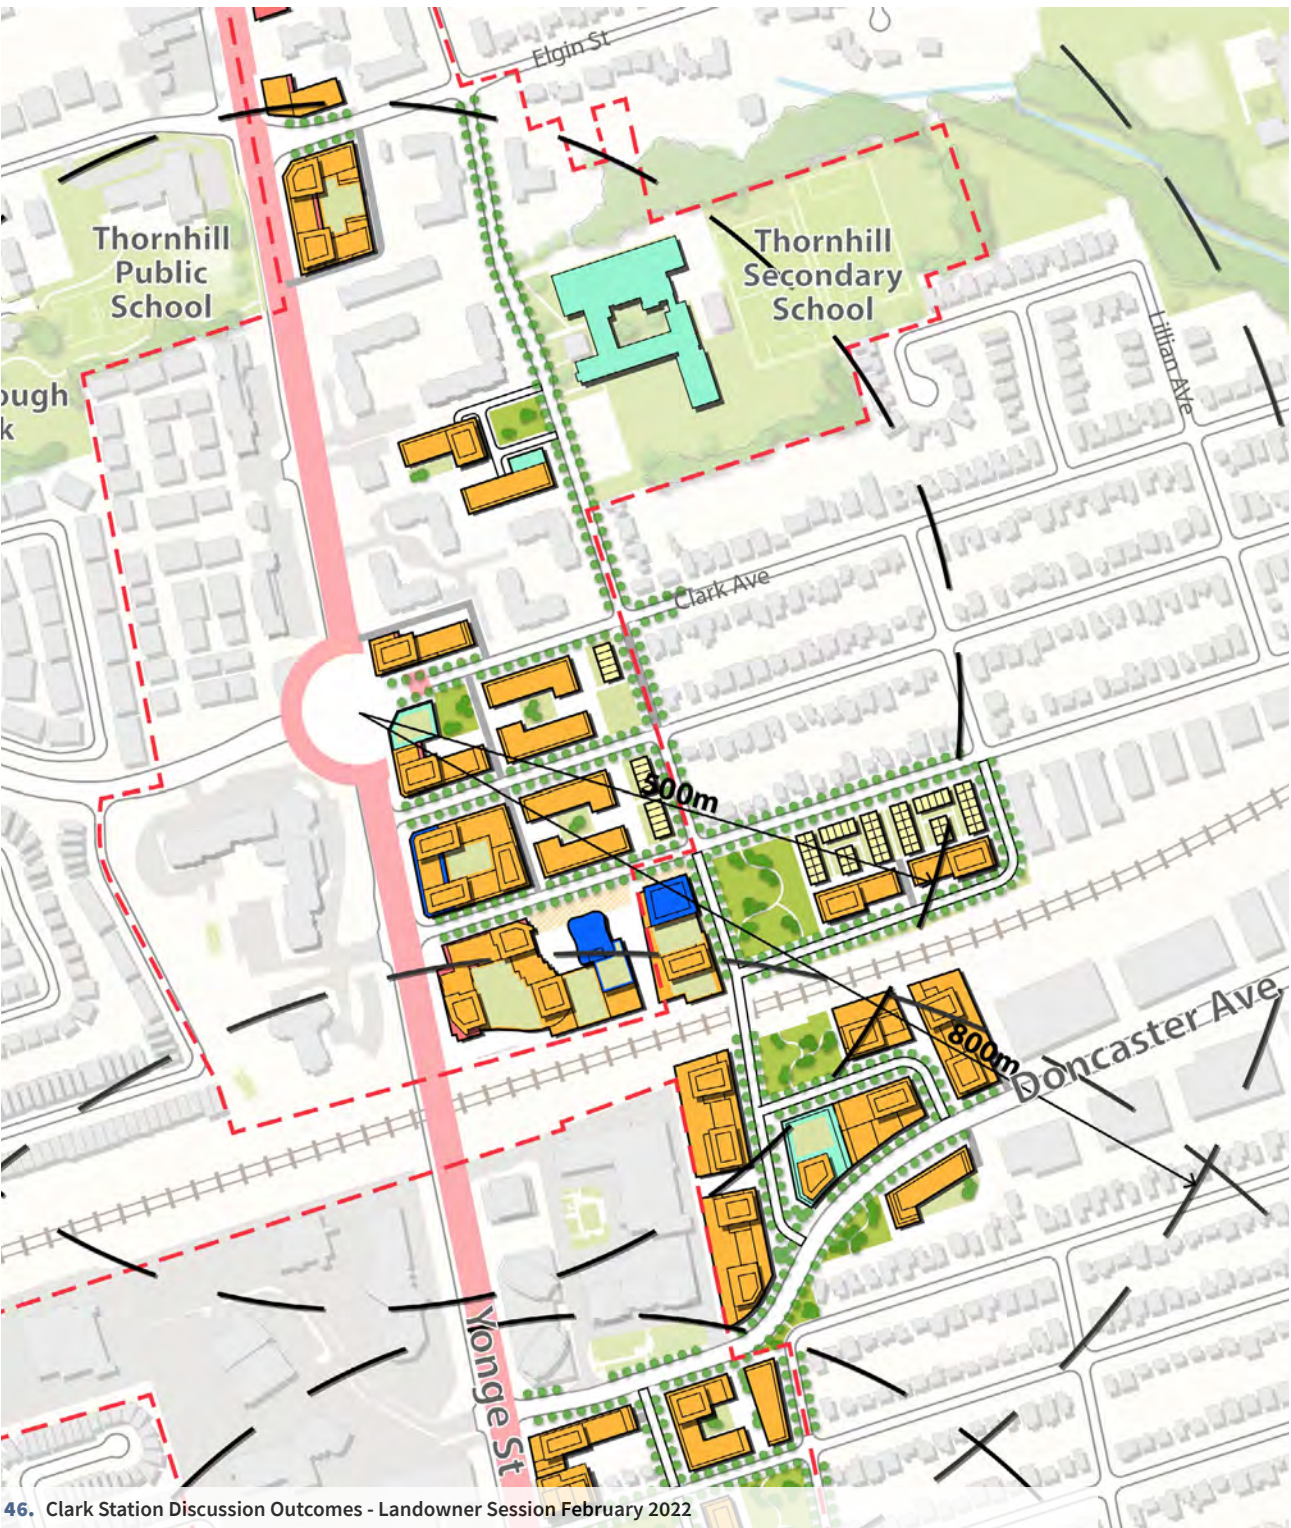 Elgin St
Thornhill
Public
School
Thornhill
Secondary
School
Lillian AVe
ough
k
Clark Ave
500m
800m
Doncaster Ave
Yonge St
46. Clark Station Discussion Outcomes - Landowner Session February 2022